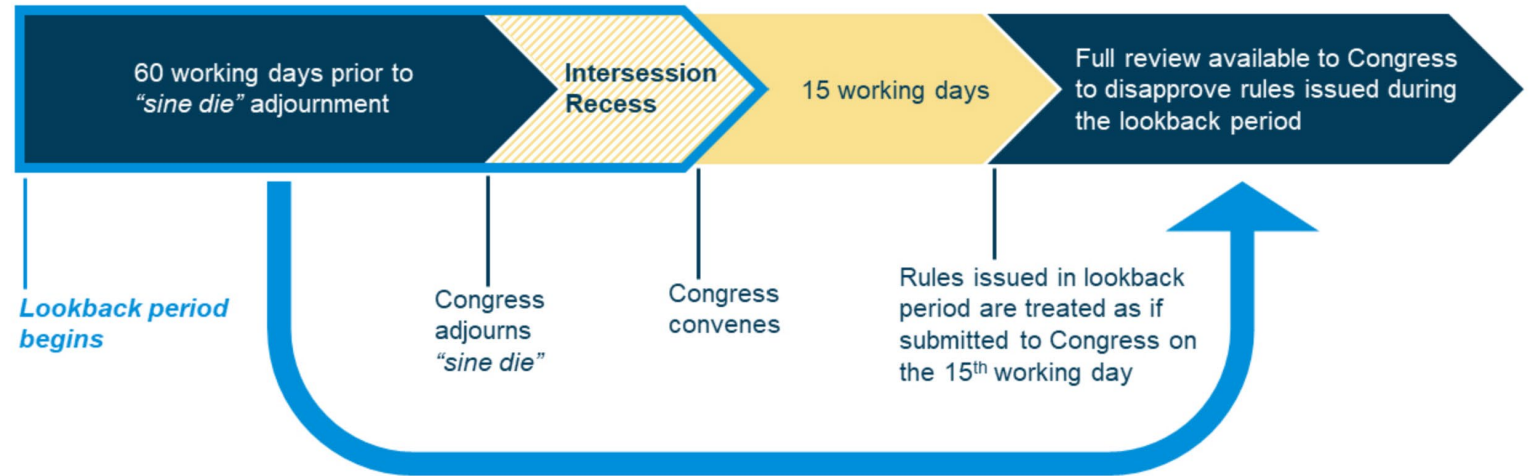 60 working days prior to
“sine die” adjournment
Intersession
Recess
15 working days
Full review available to Congress
to disapprove rules issued during
the lookback period
Lookback period
begins
Congress
adjourns
“sine die”
Congress
convenes
Rules issued in lookback
period are treated as if
submitted to Congress on
the 15th working day